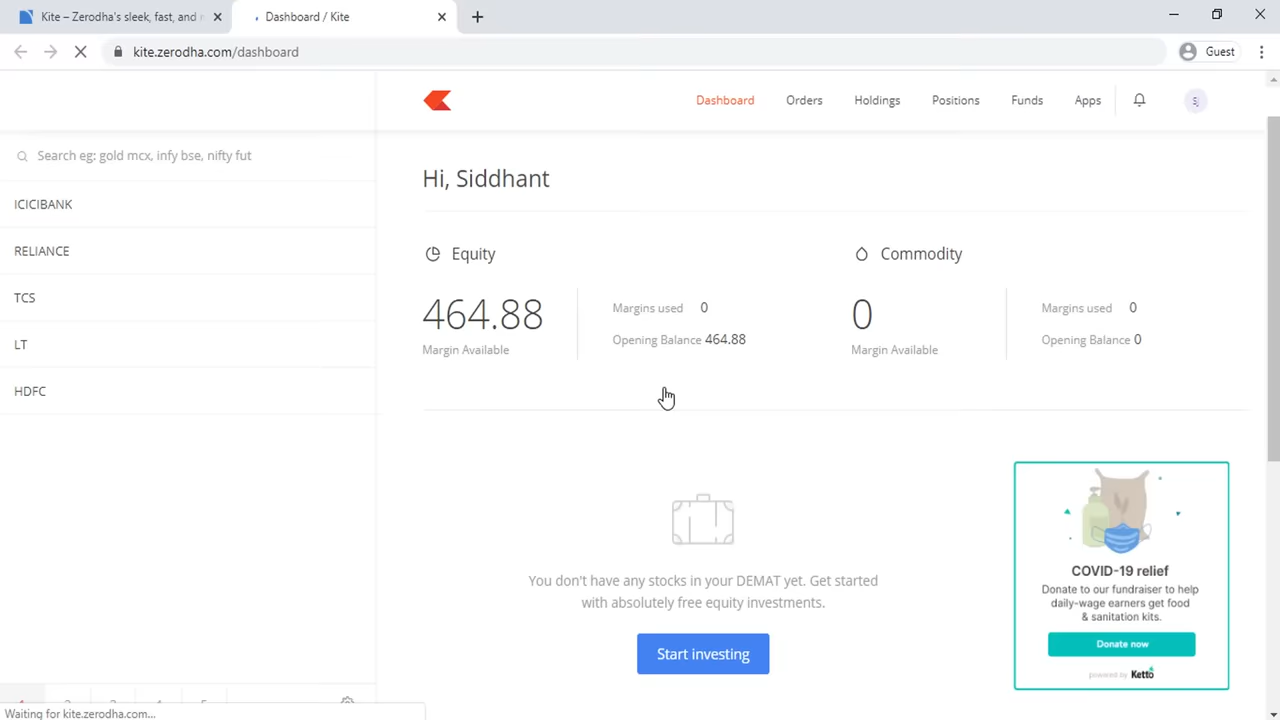 Kite – Zerodha's sleek, fast, and
Dashboard / Kite
kite.zerodha.com/dashboard
Guest
Dashboard
Orders
Holdings
Positions
Funds
Apps
Search eg: gold mcx, infy bse, nifty fut
ICICIBANK
RELIANCE
TCS
LT
HDFC
Hi, Siddhant
Equity
464.88
Margin Available
Margins used 0
Opening Balance 464.88
Commodity
0
Margin Available
Margins used 0
Opening Balance 0
You don't have any stocks in your DEMAT yet. Get started
with absolutely free equity investments.
Start investing
COVID-19 relief
Donate to our fundraiser to help
daily-wage earners get food
& sanitation kits.
Donate now
powered by Ketto
Waiting for kite.zerodha.com...